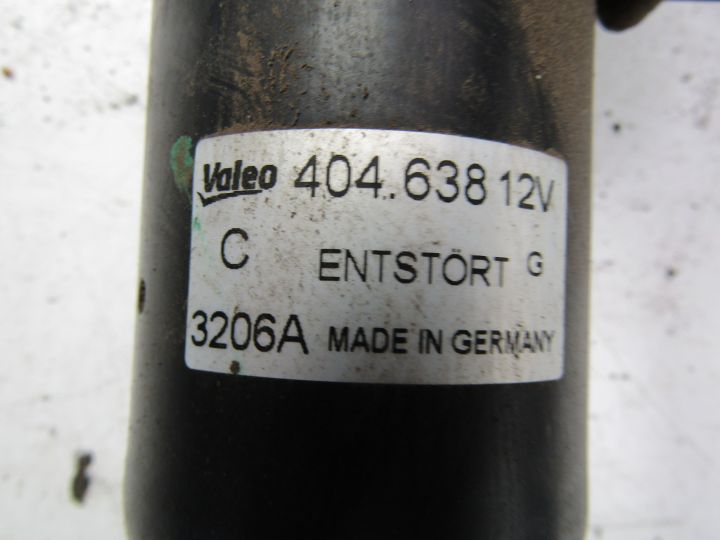 Valeo 404.638 12V
C ENTSTÖRT G
3206A MADE IN GERMANY